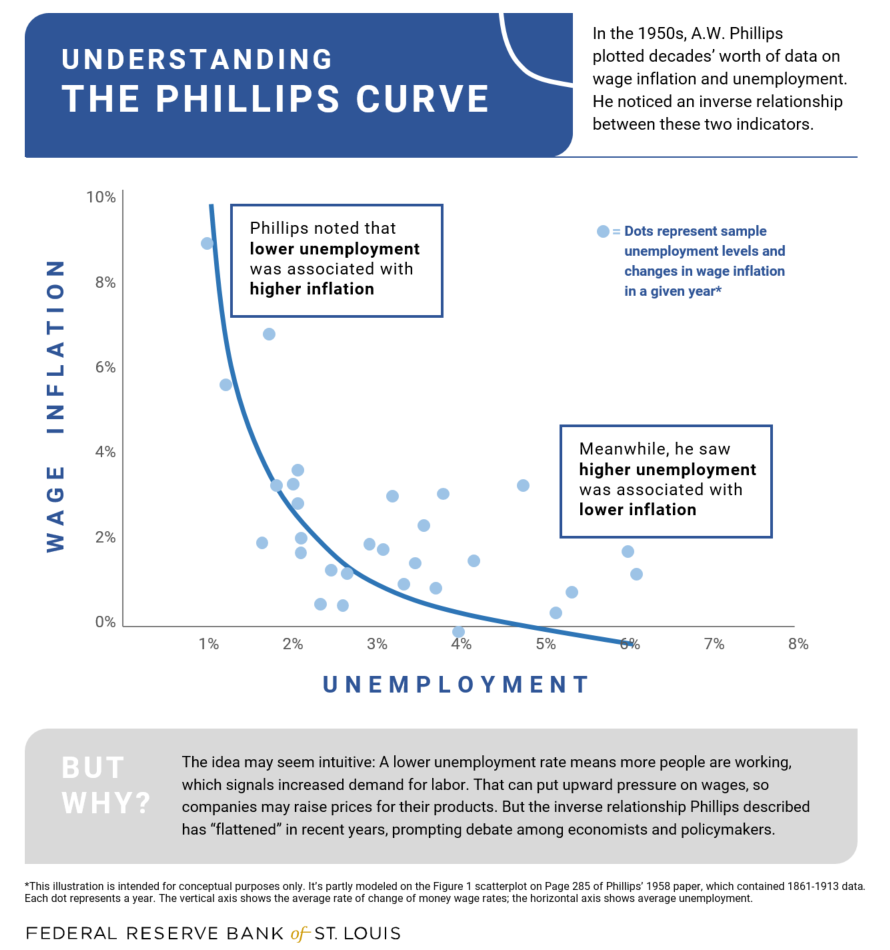 UNDERSTANDING
THE PHILLIPS CURVE
In the 1950s, A.W. Phillips
plotted decades’ worth of data on
wage inflation and unemployment.
He noticed an inverse relationship
between these two indicators.
10%
8%
6%
4%
2%
0%
WAGE INFLATION
Phillips noted that
lower unemployment
was associated with
higher inflation
= Dots represent sample
unemployment levels and
changes in wage inflation
in a given year*
Meanwhile, he saw
higher unemployment
was associated with
lower inflation
1% 2% 3% 4% 5% 6% 7% 8%
UNEMPLOYMENT
BUT
WHY?
The idea may seem intuitive: A lower unemployment rate means more people are working,
which signals increased demand for labor. That can put upward pressure on wages, so
companies may raise prices for their products. But the inverse relationship Phillips described
has “flattened” in recent years, prompting debate among economists and policymakers.
*This illustration is intended for conceptual purposes only. It’s partly modeled on the Figure 1 scatterplot on Page 285 of Phillips’ 1958 paper, which contained 1861-1913 data.
Each dot represents a year. The vertical axis shows the average rate of change of money wage rates; the horizontal axis shows average unemployment.
FEDERAL RESERVE BANK of ST. LOUIS